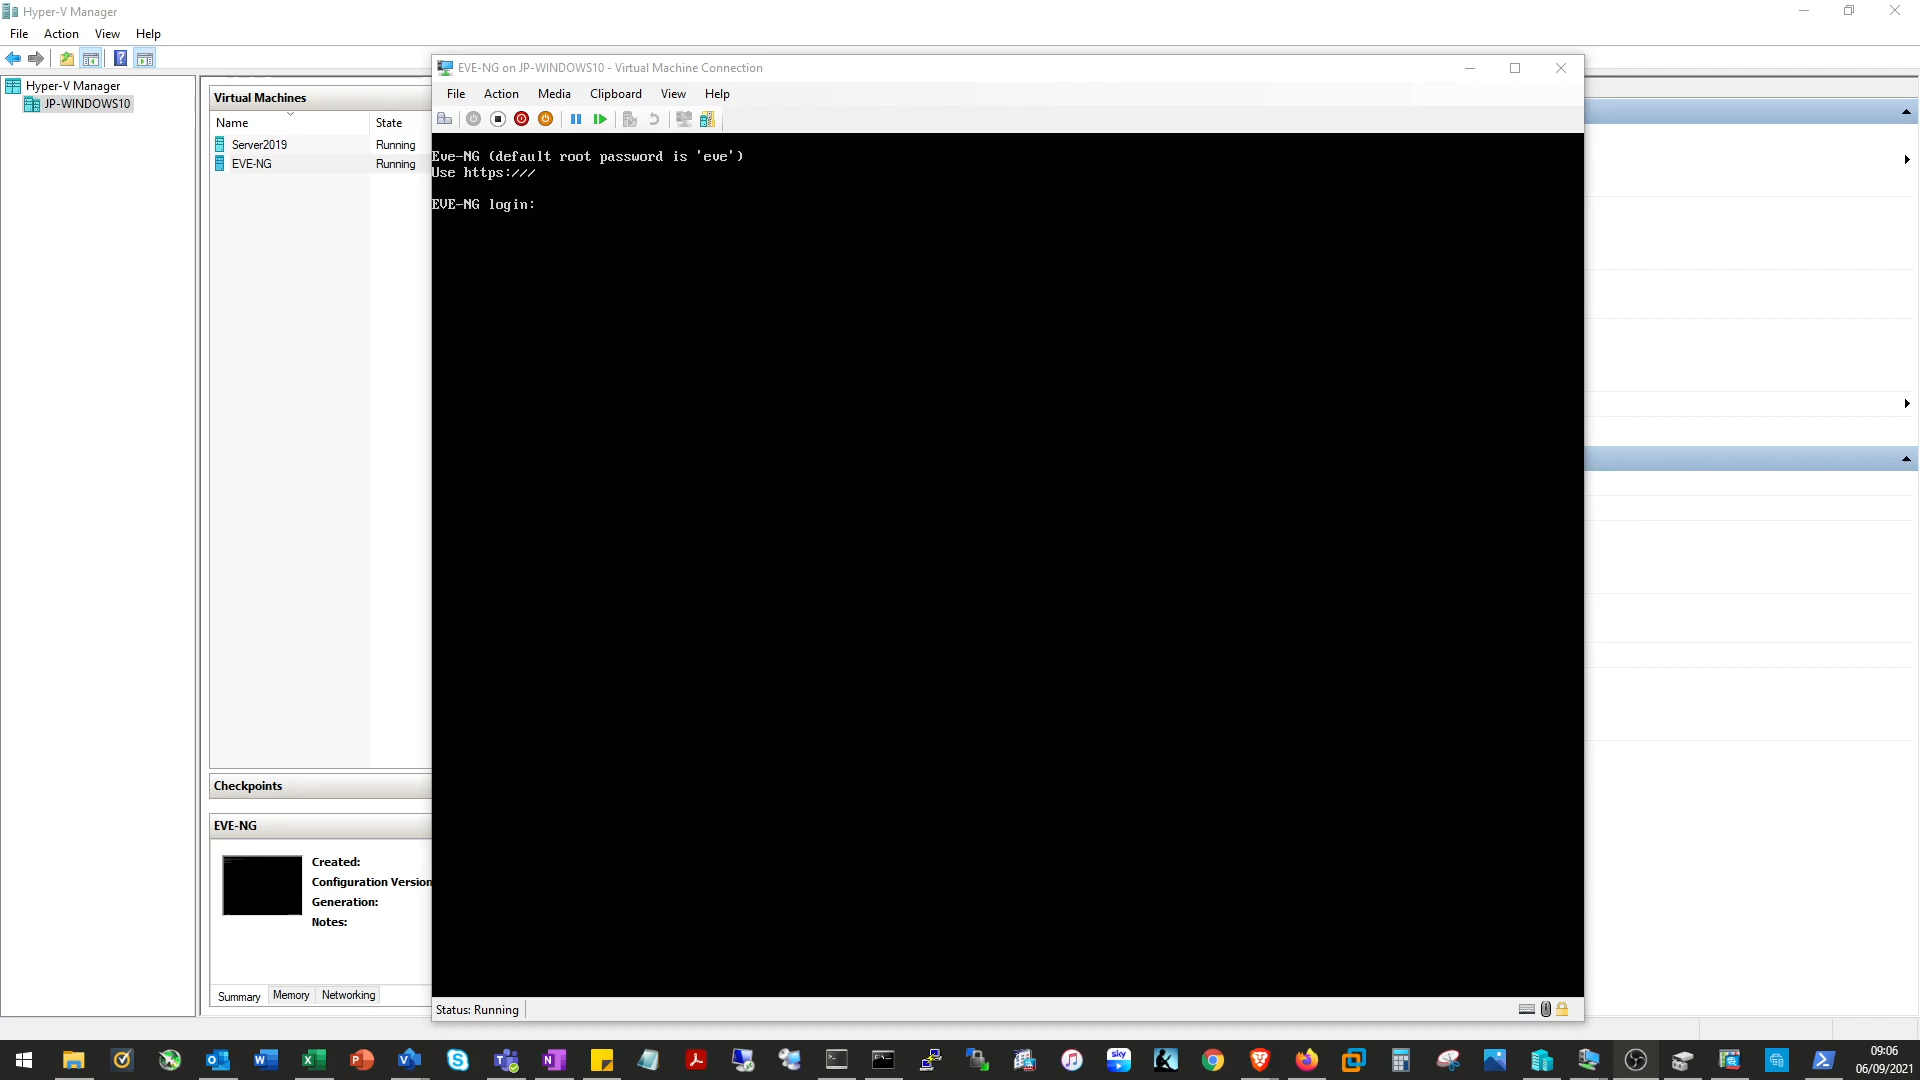 Hyper-V Manager
File Action View Help
Hyper-V Manager
JP-WINDOWS10
Virtual Machines
Name State
Server2019 Running
EVE-NG Running
Checkpoints
EVE-NG
Created:
Configuration Version
Generation:
Notes:
Summary Memory Networking
EVE-NG on JP-WINDOWS10 - Virtual Machine Connection
File Action Media Clipboard View Help
Eve-NG (default root password is 'eve')
Use https:///
EVE-NG login:
Status: Running
sky
09:06
06/09/2021